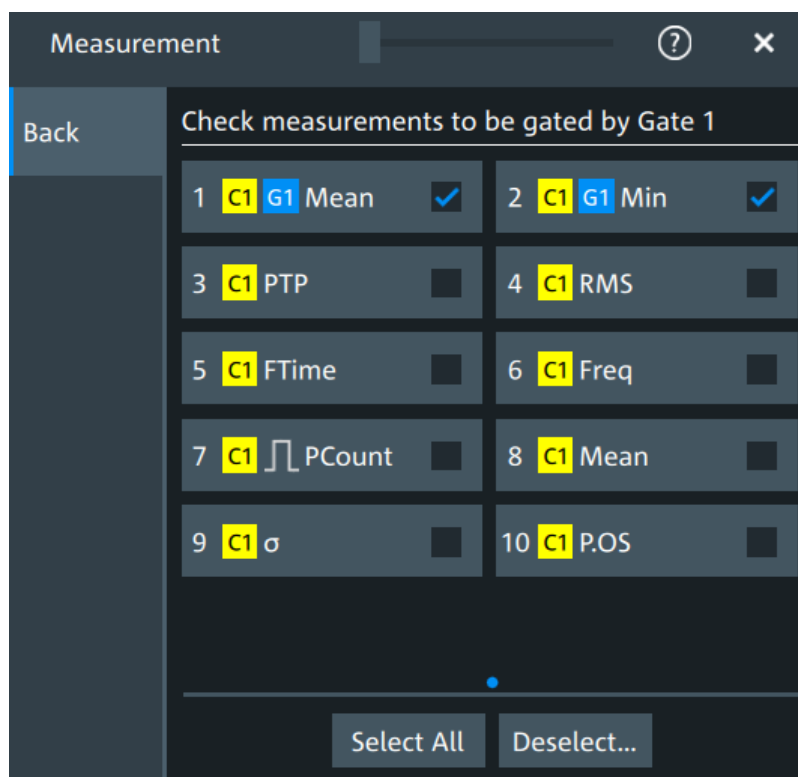 Measurement ?
Back
Check measurements to be gated by Gate 1
1 C1 G1 Mean
2 C1 G1 Min
3 C1 PTP
4 C1 RMS
5 C1 FTime
6 C1 Freq
7 C1 PCount
8 C1 Mean
9 C1 σ
10 C1 P.OS
Select All
Deselect...